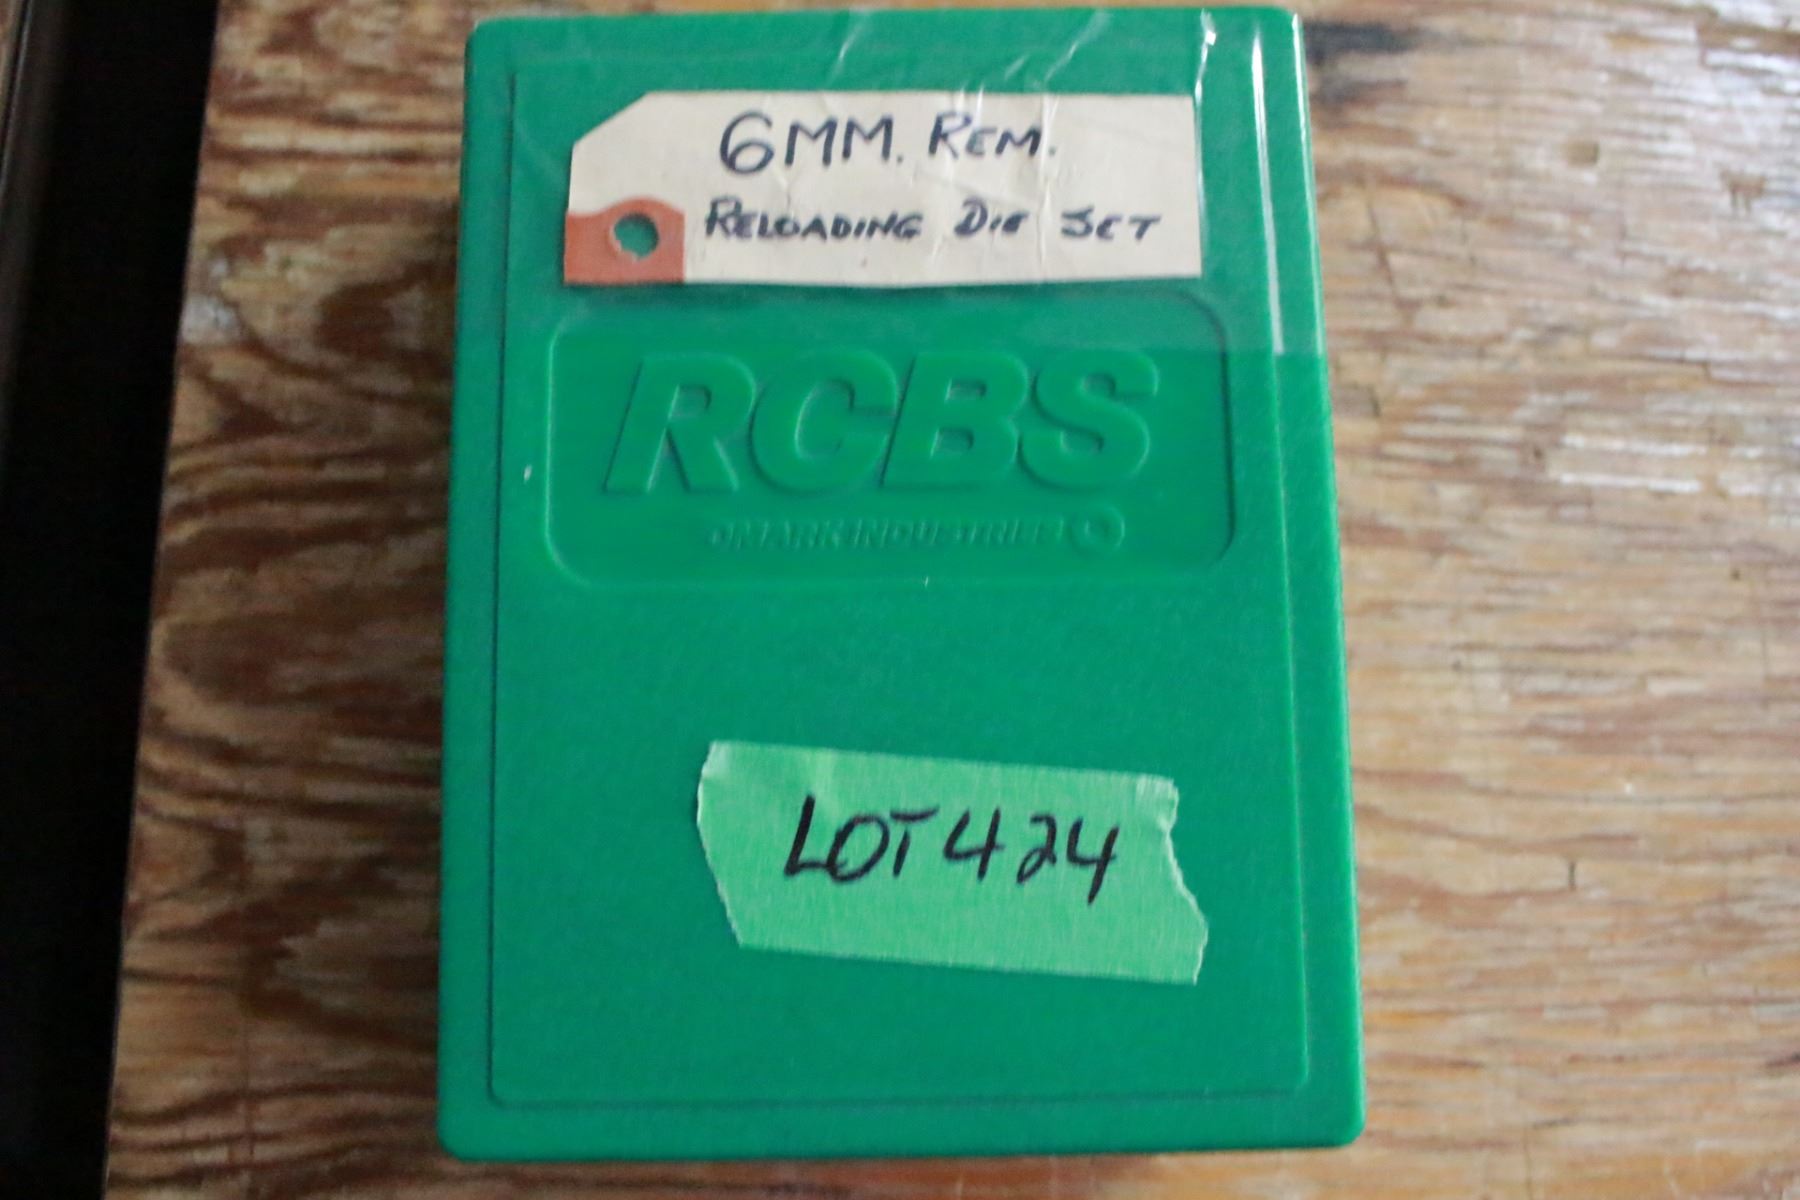 6MM. REM.
RELOADING DIE SET
RCBS
OMARK INDUSTRIES
LOT 424